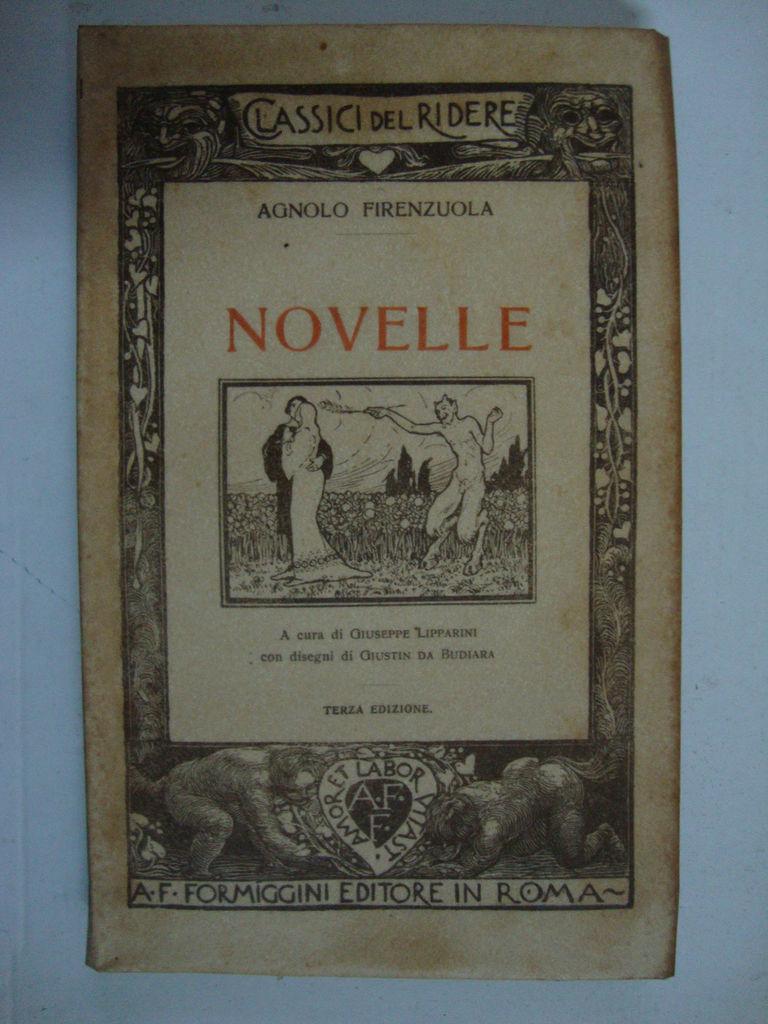 CLASSICI DEL RIDERE
AGNOLO FIRENZUOLA
NOVELLE
A cura di GIUSEPPE LIPPARINI
con disegni di GIUSTIN DA BUDIARA
TERZA EDIZIONE.
AMOR ET LABOR VITAST
A·F·
F·
A·F·FORMIGGINI EDITORE IN ROMA~